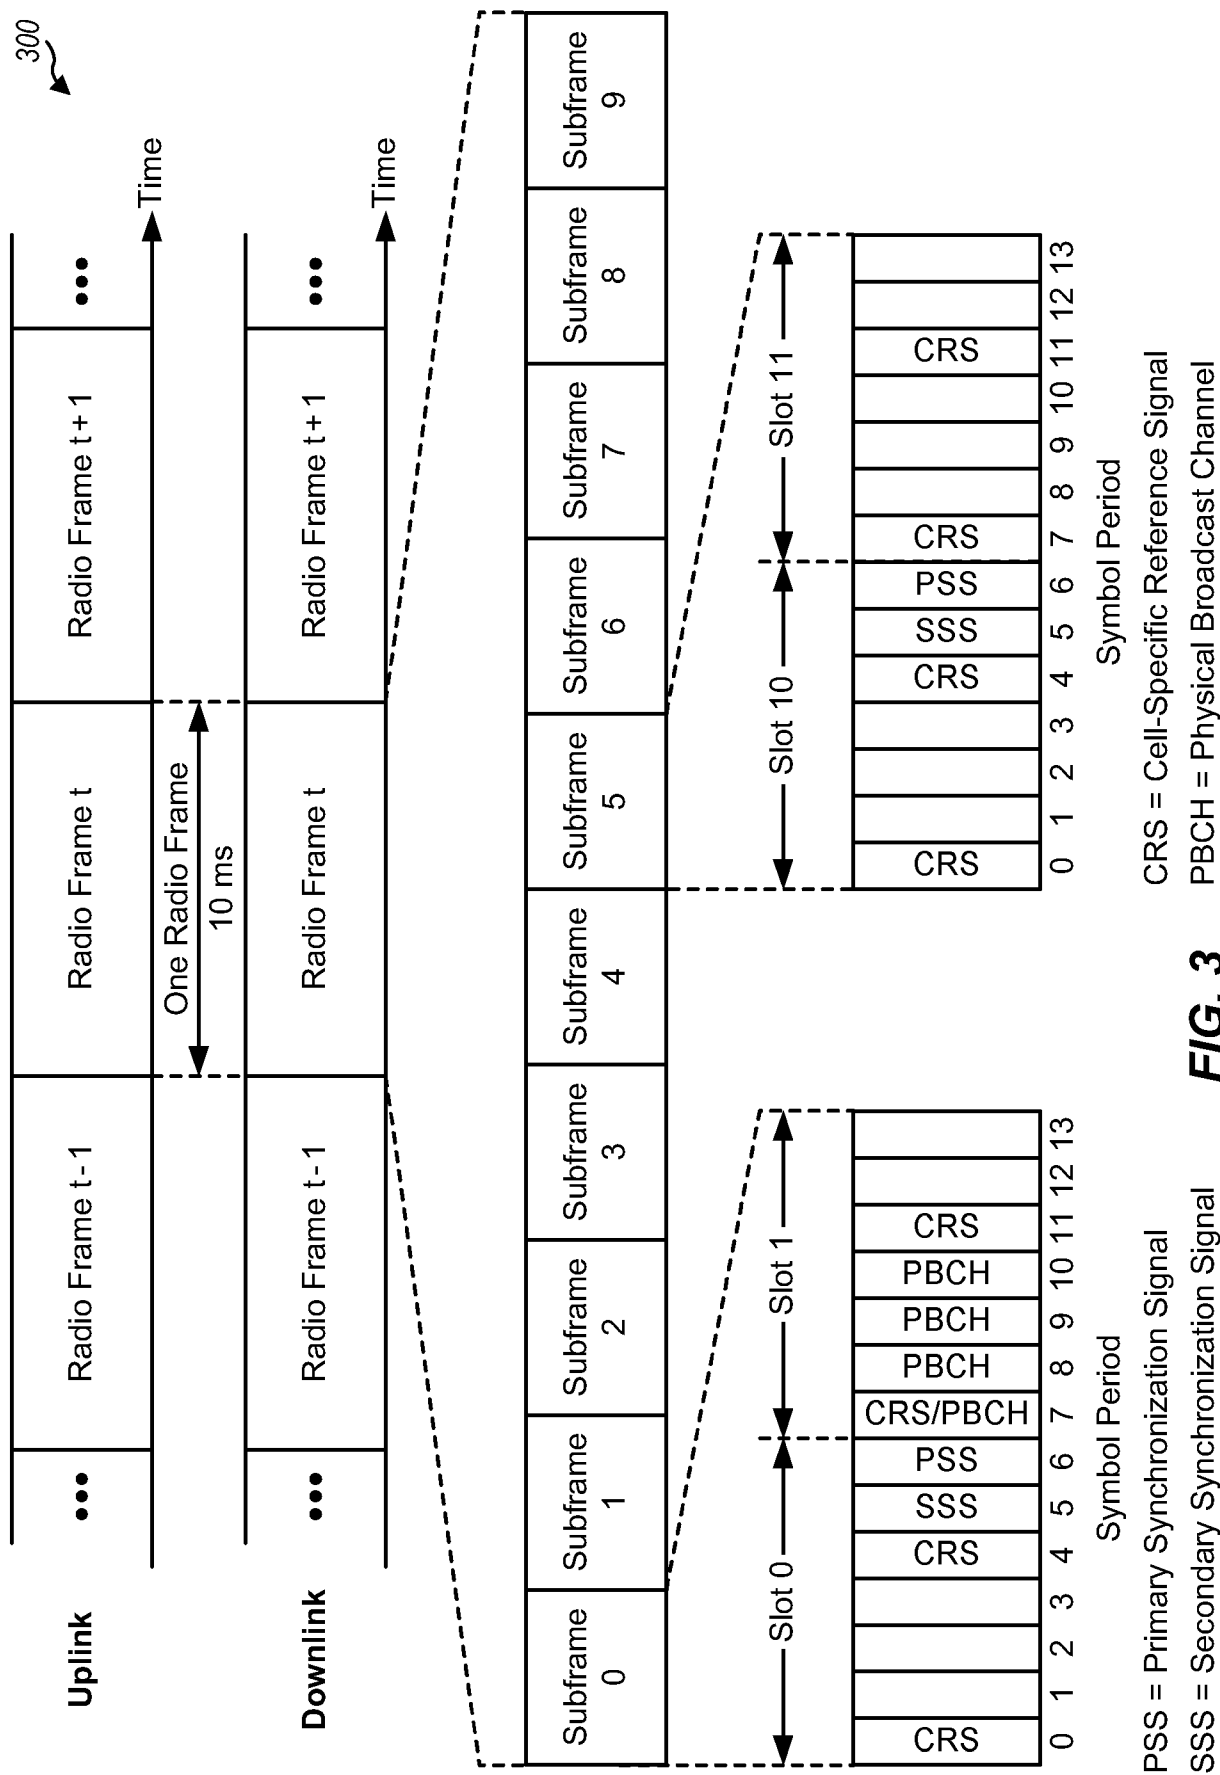 300
Uplink
•••
Radio Frame t-1
Radio Frame t
Radio Frame t+1
•••
Time
One Radio Frame
10 ms
Downlink
•••
Radio Frame t-1
Radio Frame t
Radio Frame t+1
•••
Time
Subframe
0
Subframe
1
Subframe
2
Subframe
3
Subframe
4
Subframe
5
Subframe
6
Subframe
7
Subframe
8
Subframe
9
Slot 0
Slot 1
CRS
CRS
SSS
PSS
CRS/PBCH
PBCH
PBCH
PBCH
CRS
0 1 2 3 4 5 6 7 8 9 10 11 12 13
Symbol Period
Slot 10
Slot 11
CRS
CRS
SSS
PSS
CRS
CRS
0 1 2 3 4 5 6 7 8 9 10 11 12 13
Symbol Period
PSS = Primary Synchronization Signal
SSS = Secondary Synchronization Signal
CRS = Cell-Specific Reference Signal
PBCH = Physical Broadcast Channel
FIG. 3